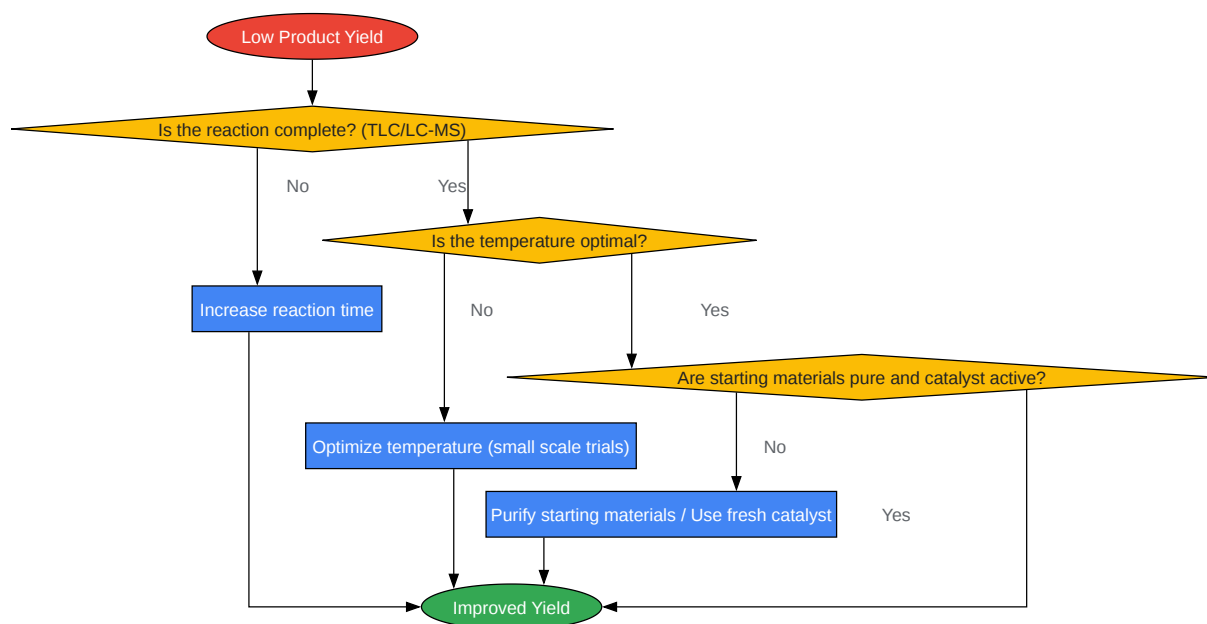 Low Product Yield
Is the reaction complete? (TLC/LC-MS)
No
Yes
Is the temperature optimal?
Increase reaction time
No
Yes
Are starting materials pure and catalyst active?
Optimize temperature (small scale trials)
No
Purify starting materials / Use fresh catalyst
Yes
Improved Yield